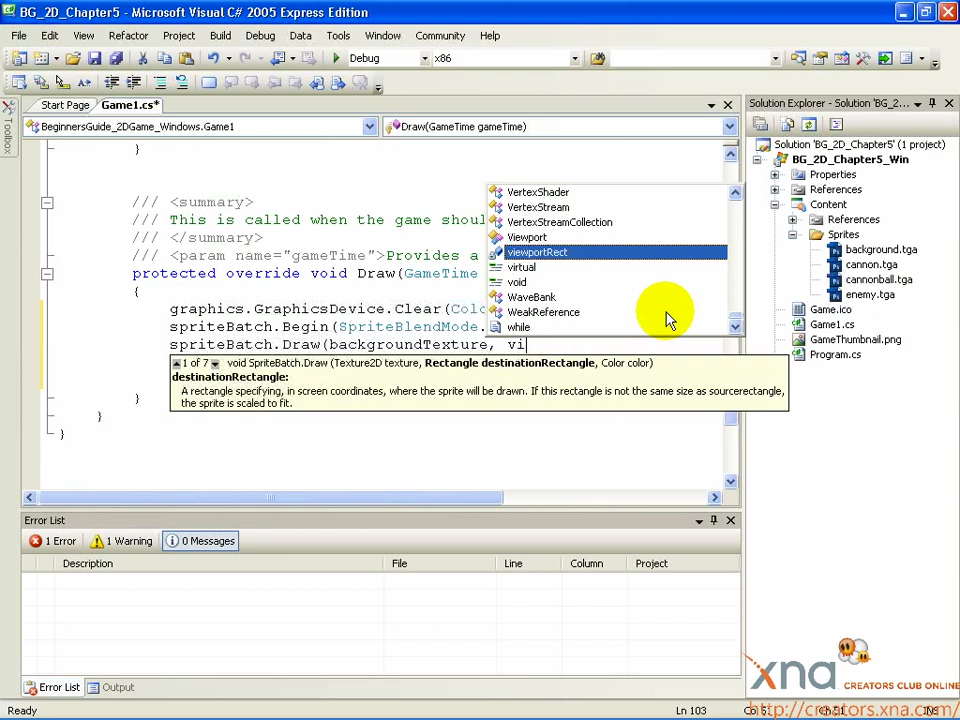 BG_2D_Chapter5 - Microsoft Visual C# 2005 Express Edition
File Edit View Refactor Project Build Debug Data Tools Window Community Help
Debug x86
Start Page Game1.cs*
BeginnersGuide_2DGame_Windows.Game1 Draw(GameTime gameTime)
}
/// <summary>
/// This is called when the game shoul
/// </summary>
/// <param name="gameTime">Provides a
protected override void Draw(GameTime
{
graphics.GraphicsDevice.Clear(Colo
spriteBatch.Begin(SpriteBlendMode.
spriteBatch.Draw(backgroundTexture, vi
}
}
}
VertexShader
VertexStream
VertexStreamCollection
Viewport
viewportRect
virtual
void
WaveBank
WeakReference
while
1 of 7 void SpriteBatch.Draw (Texture2D texture, Rectangle destinationRectangle, Color color)
destinationRectangle:
A rectangle specifying, in screen coordinates, where the sprite will be drawn. If this rectangle is not the same size as sourcerectangle,
the sprite is scaled to fit.
Toolbox
Solution Explorer - Solution 'BG_2...
Solution 'BG_2D_Chapter5' (1 project)
BG_2D_Chapter5_Win
Properties
References
Content
References
Sprites
background.tga
cannon.tga
cannonball.tga
enemy.tga
Game.ico
Game1.cs
GameThumbnail.png
Program.cs
Error List
1 Error 1 Warning 0 Messages
Description File Line Column Project
Error List Output
Ready Ln 103
xna CREATORS CLUB ONLINE
http://creators.xna.com/